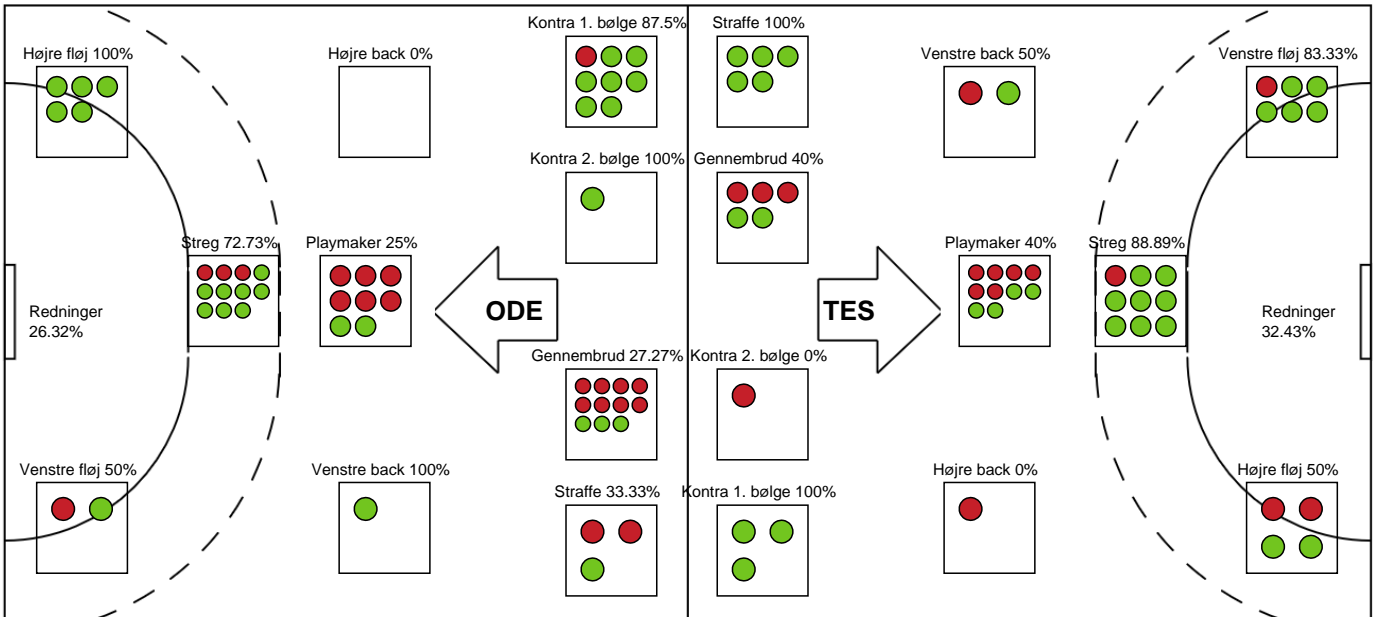 Kontra 1. bølge 87.5%
Straffe 100%
Højre fløj 100%
Højre back 0%
Venstre back 50%
Venstre fløj 83.33%
Kontra 2. bølge 100%
Gennembrud 40%
Streg 72.73%
Playmaker 25%
Playmaker 40%
Streg 88.89%
Redninger
26.32%
ODE
TES
Redninger
32.43%
Gennembrud 27.27%
Kontra 2. bølge 0%
Venstre fløj 50%
Venstre back 100%
Højre back 0%
Højre fløj 50%
Straffe 33.33%
Kontra 1. bølge 100%